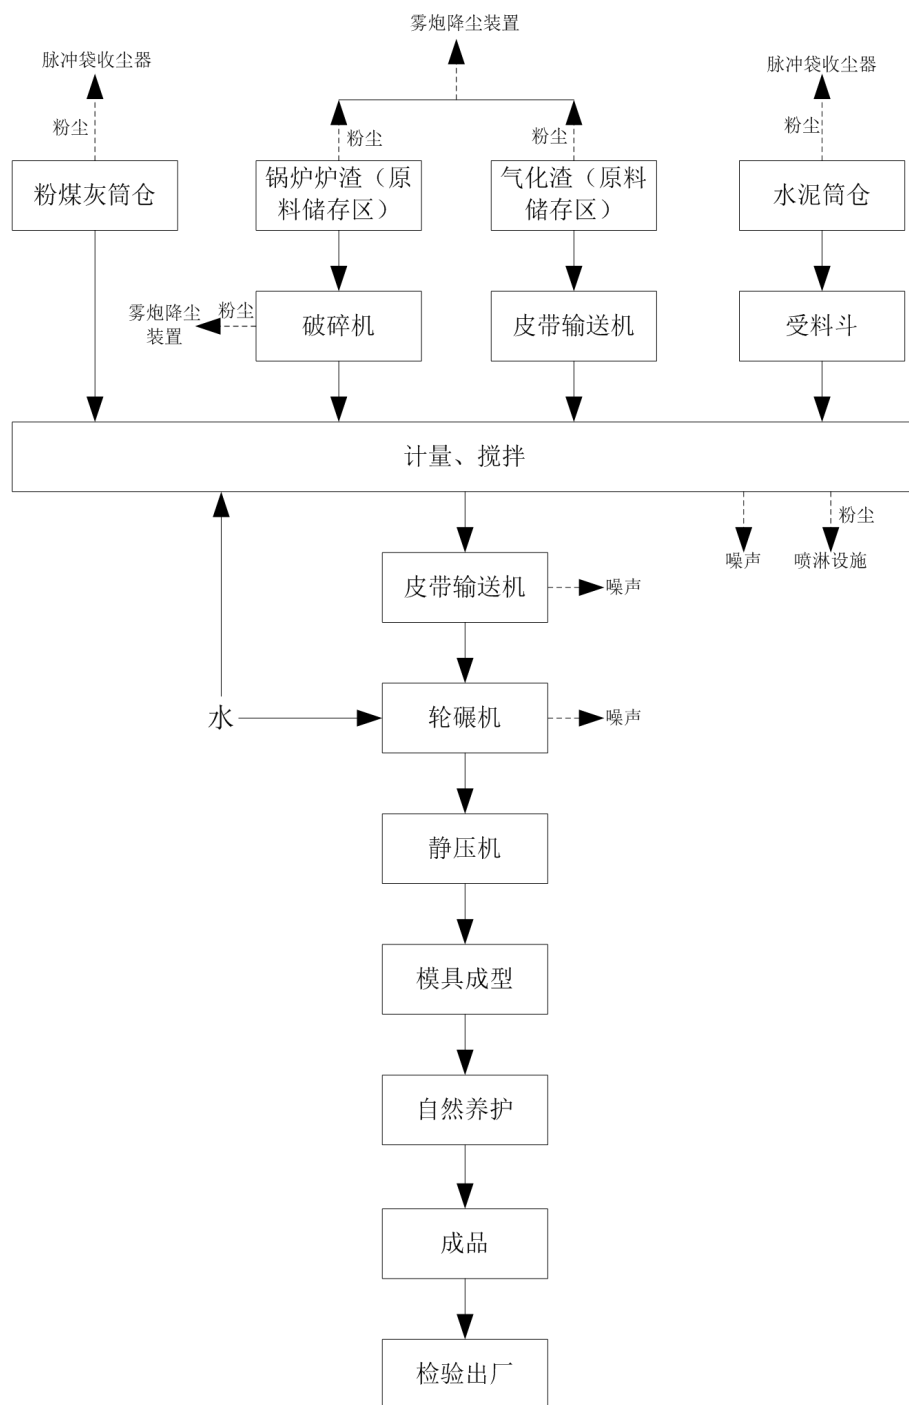 雾炮降尘装置
脉冲袋收尘器
脉冲袋收尘器
粉尘
粉尘
粉尘
粉尘
粉煤灰筒仓
锅炉炉渣（原
料储存区）
气化渣（原料
储存区）
水泥筒仓
雾炮降尘
装置
粉尘
破碎机
皮带输送机
受料斗
计量、搅拌
粉尘
噪声
喷淋设施
皮带输送机
噪声
水
轮碾机
噪声
静压机
模具成型
自然养护
成品
检验出厂